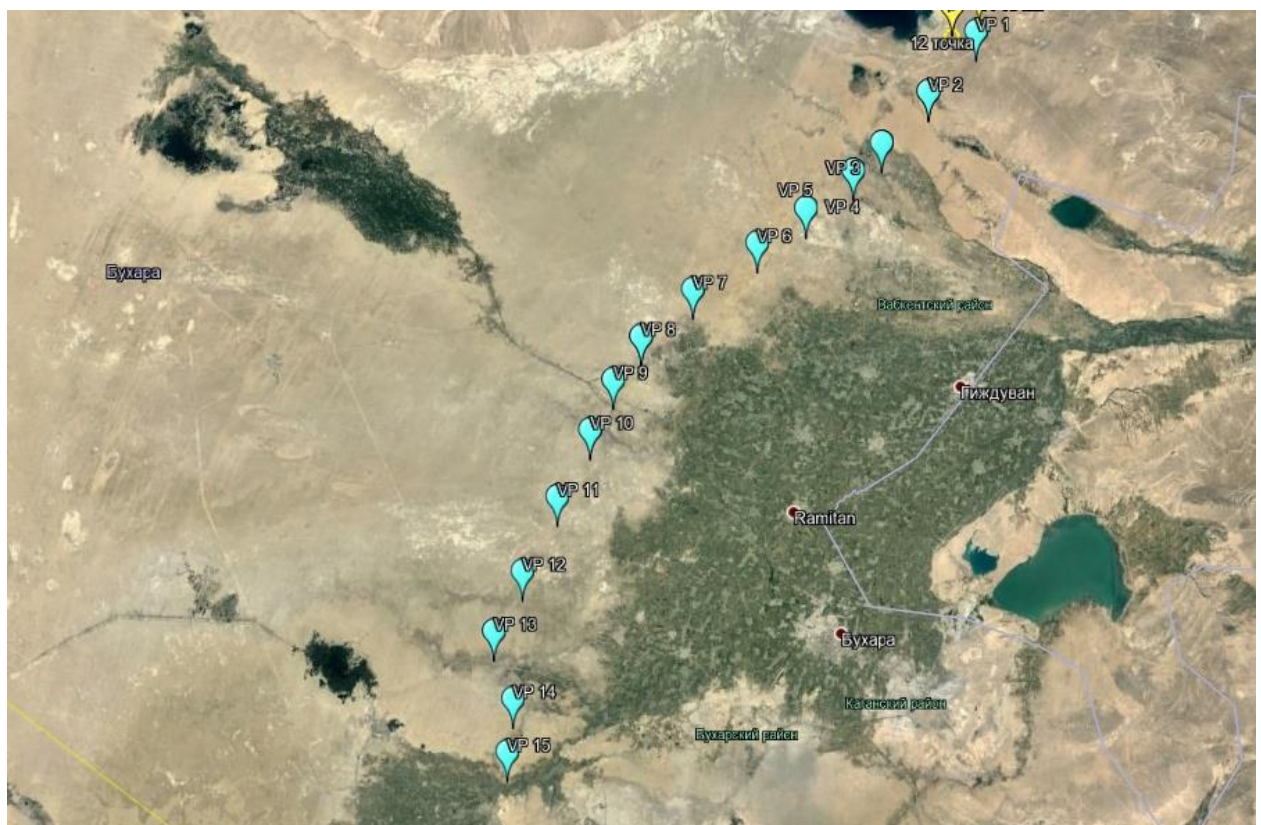 VP 1
12 точка
VP 2
VP 3
VP 5
VP 4
VP 6
Бухара
VP 7
Вабкентский район
VP 8
VP 9
Гиждуван
VP 10
VP 11
Ramitan
VP 12
VP 13
Бухара
VP 14
Каганский район
Бухарский район
VP 15